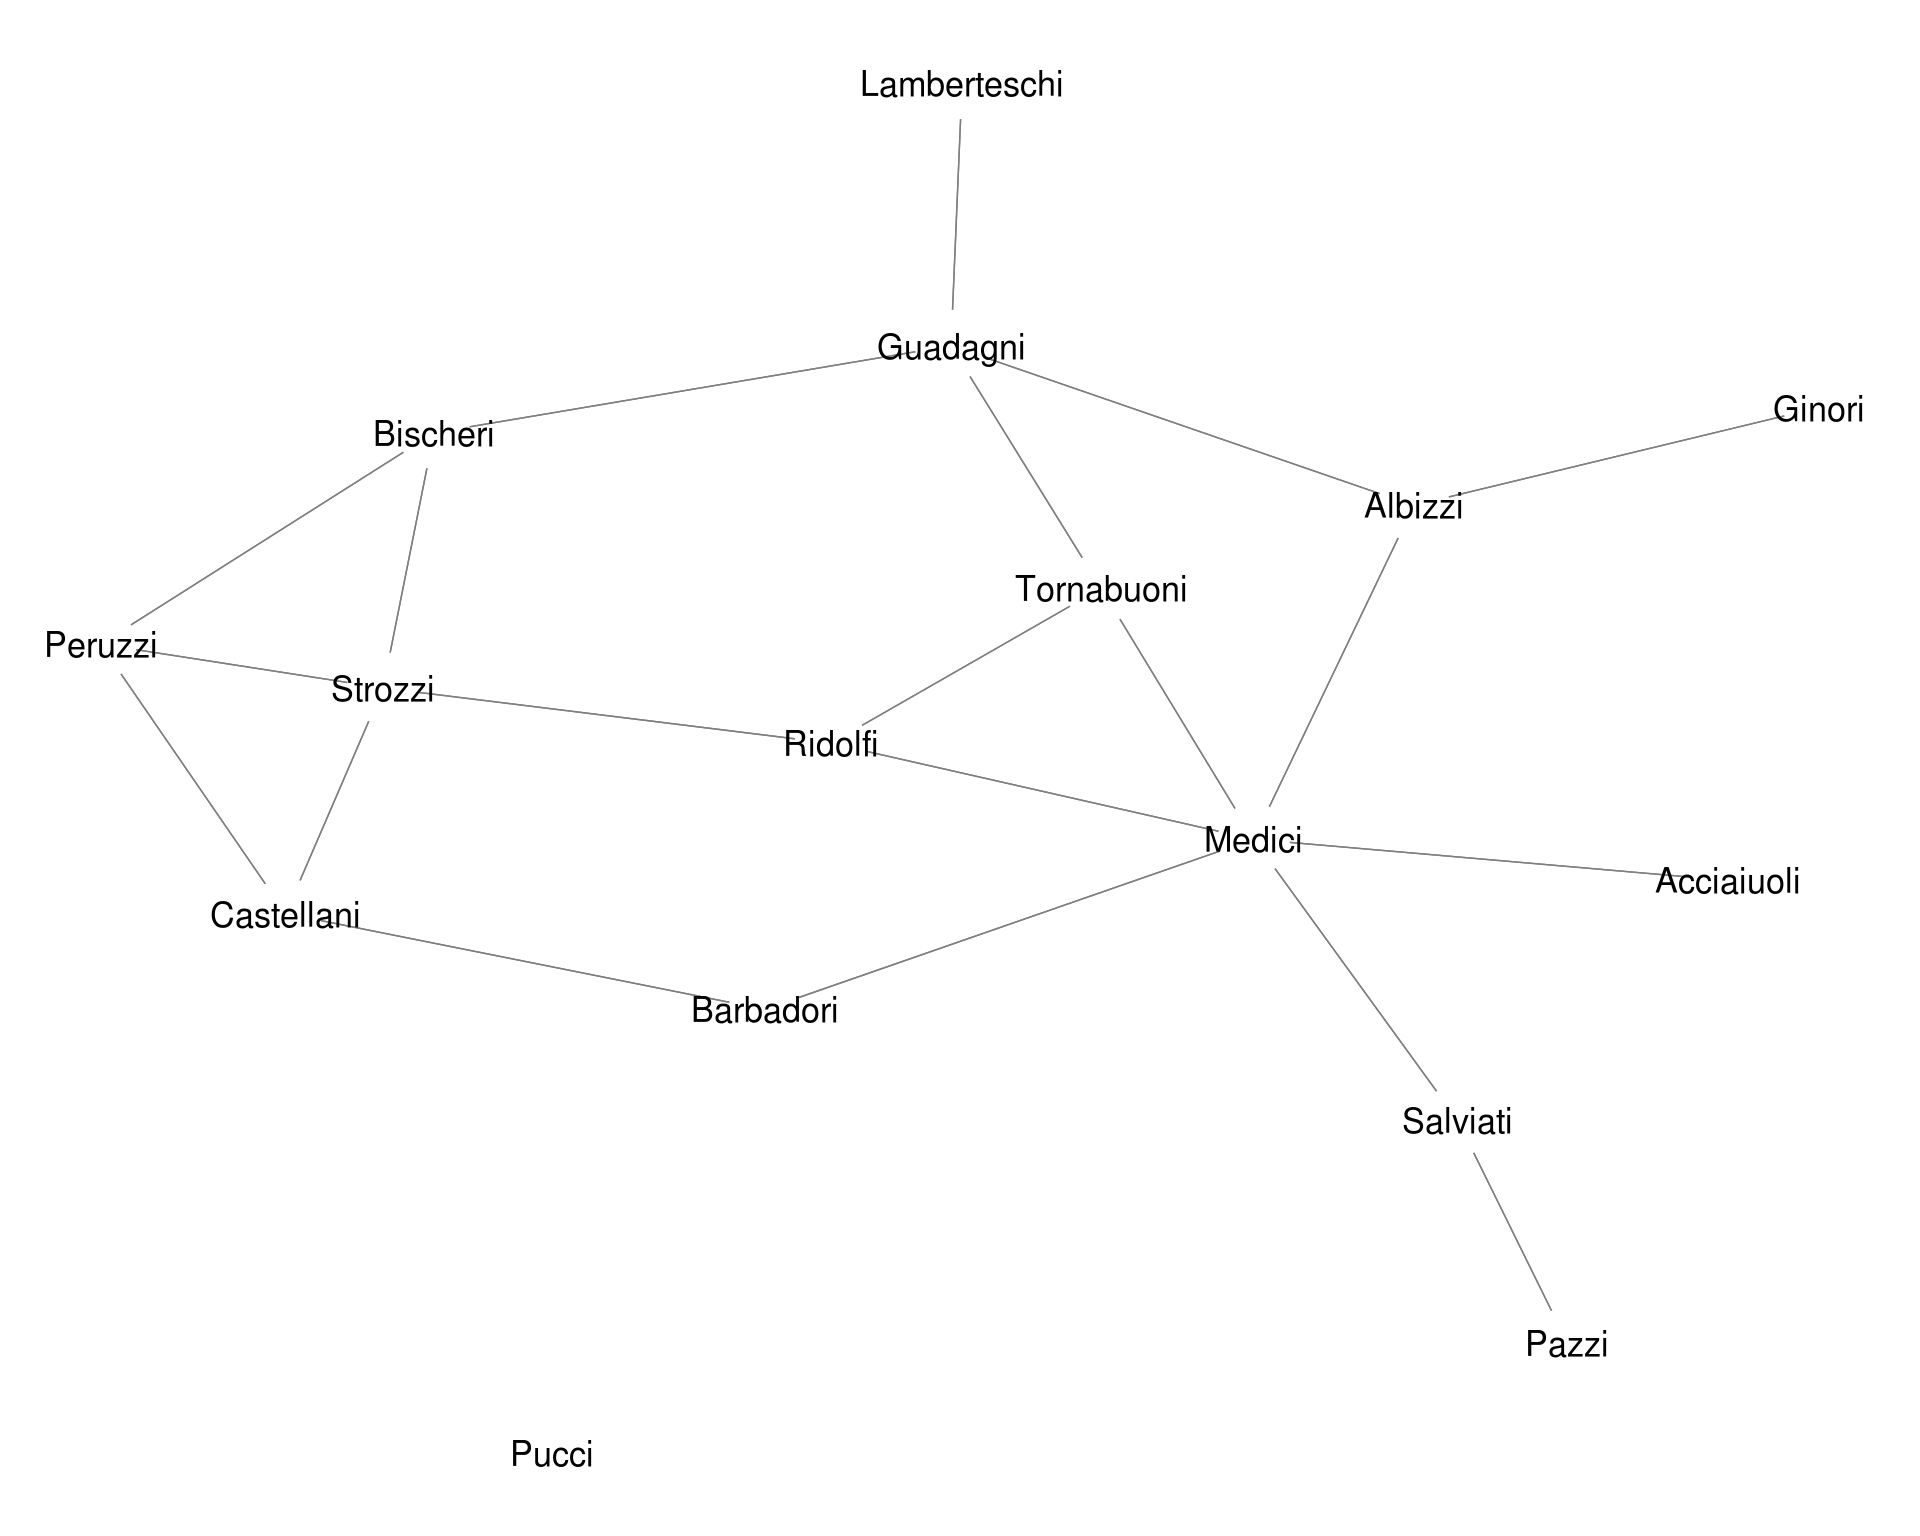 Lamberteschi
Guadagni
Ginori
Bischeri
Albizzi
Tornabuoni
Peruzzi
Strozzi
Ridolfi
Medici
Acciaiuoli
Castellani
Barbadori
Salviati
Pazzi
Pucci